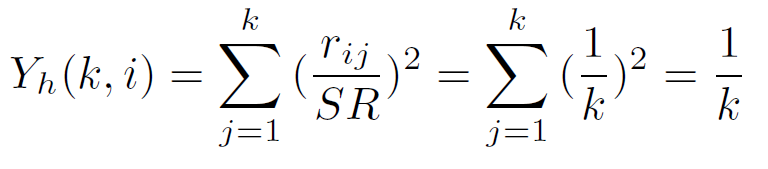 Y_h(k, i) = \sum_{j=1}^{k} (\frac{r_{ij}}{SR})^2 = \sum_{j=1}^{k} (\frac{1}{k})^2 = \frac{1}{k}